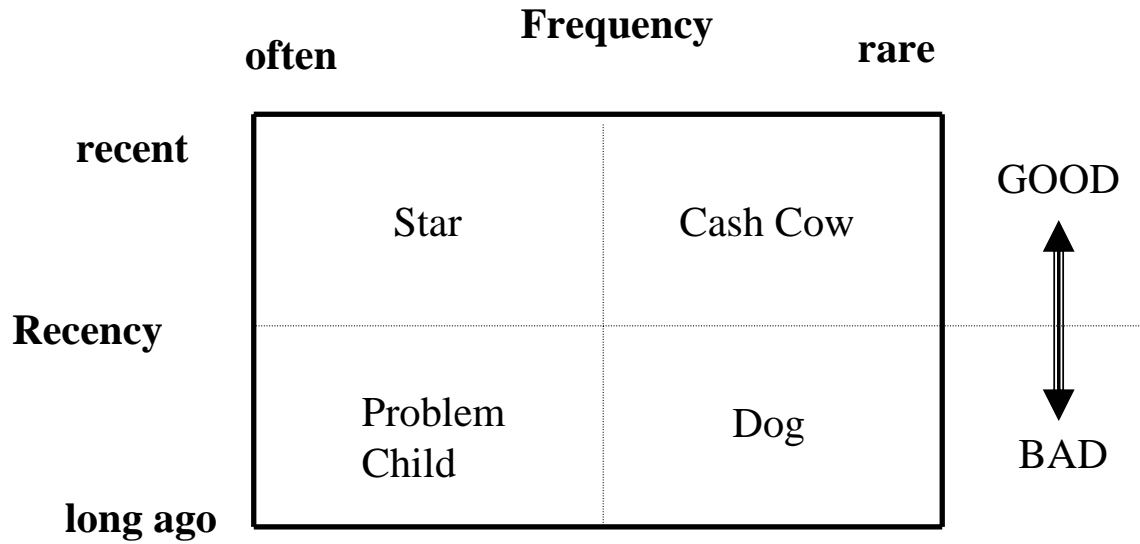 Frequency
often
rare
recent
GOOD
Star
Cash Cow
Recency
Problem
Child
Dog
BAD
long ago